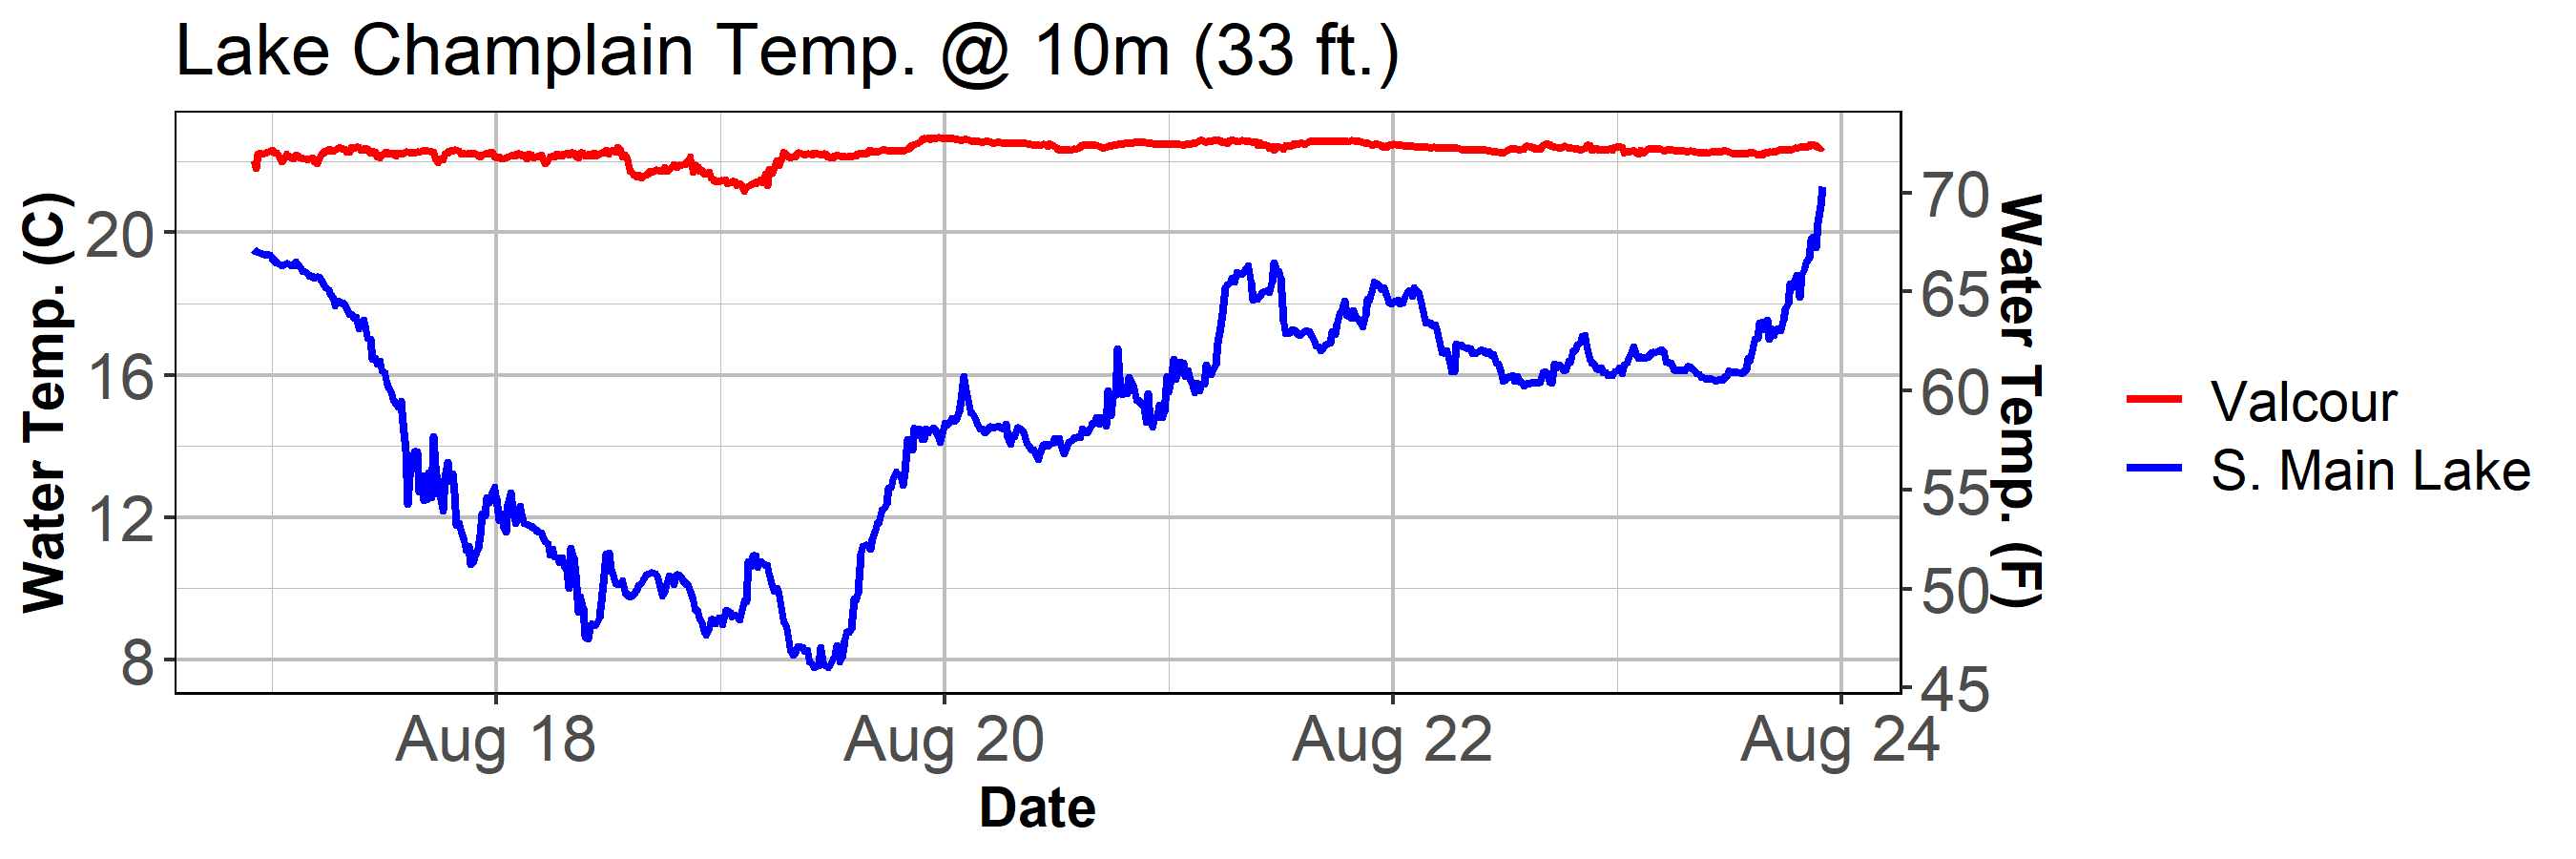 Lake Champlain Temp. @ 10m (33 ft.)
Water Temp. (C)
20
16
12
8
70
65
60
55
50
45
Water Temp. (F)
Aug 18
Aug 20
Aug 22
Aug 24
Date
Valcour
S. Main Lake